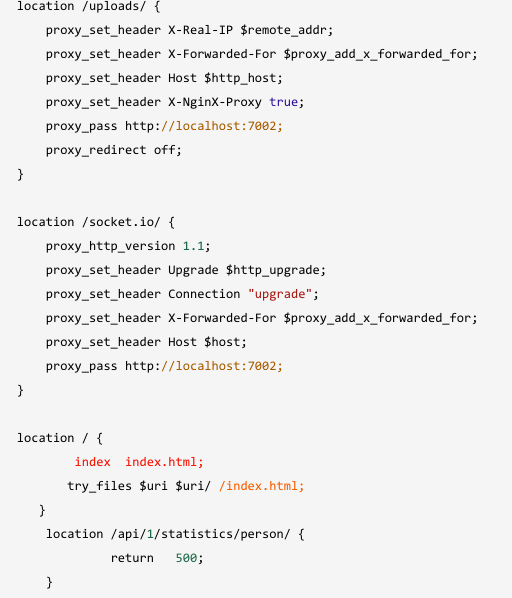 location /uploads/ {
    proxy_set_header X-Real-IP $remote_addr;
    proxy_set_header X-Forwarded-For $proxy_add_x_forwarded_for;
    proxy_set_header Host $http_host;
    proxy_set_header X-NginX-Proxy true;
    proxy_pass http://localhost:7002;
    proxy_redirect off;
}

location /socket.io/ {
    proxy_http_version 1.1;
    proxy_set_header Upgrade $http_upgrade;
    proxy_set_header Connection "upgrade";
    proxy_set_header X-Forwarded-For $proxy_add_x_forwarded_for;
    proxy_set_header Host $host;
    proxy_pass http://localhost:7002;
}

location / {
        index  index.html;
       try_files $uri $uri/ /index.html;
   }
    location /api/1/statistics/person/ {
             return   500;
    }